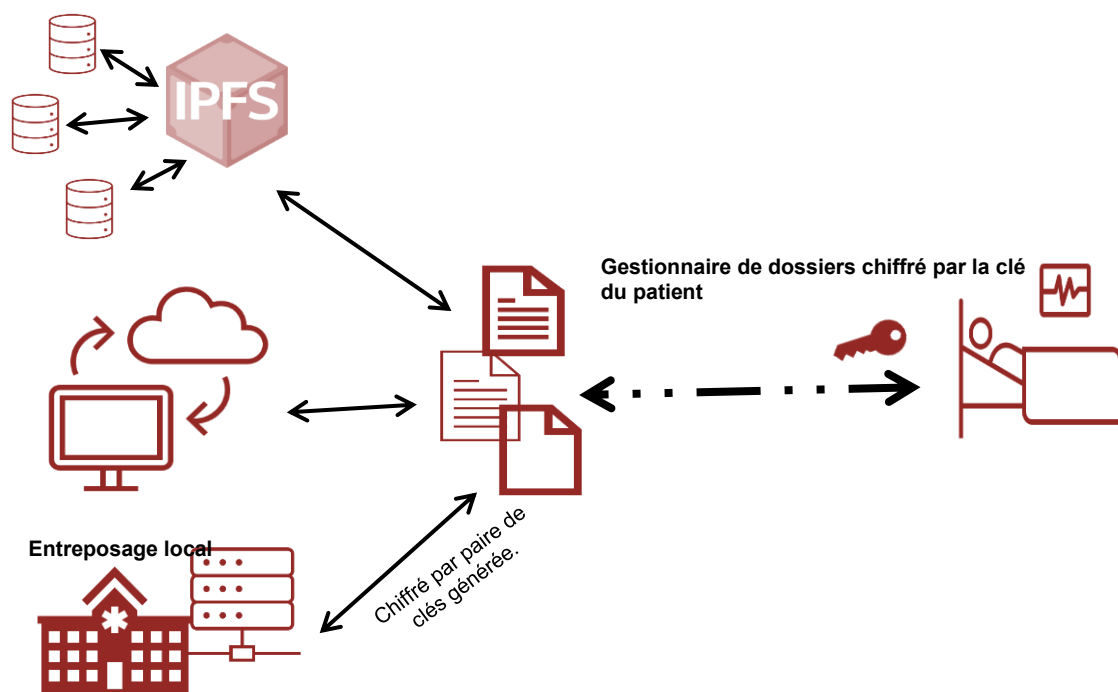 IPFS
Gestionnaire de dossiers chiffré par la clé
du patient
Entreposage local
Chiffré par paire de
clés générée.